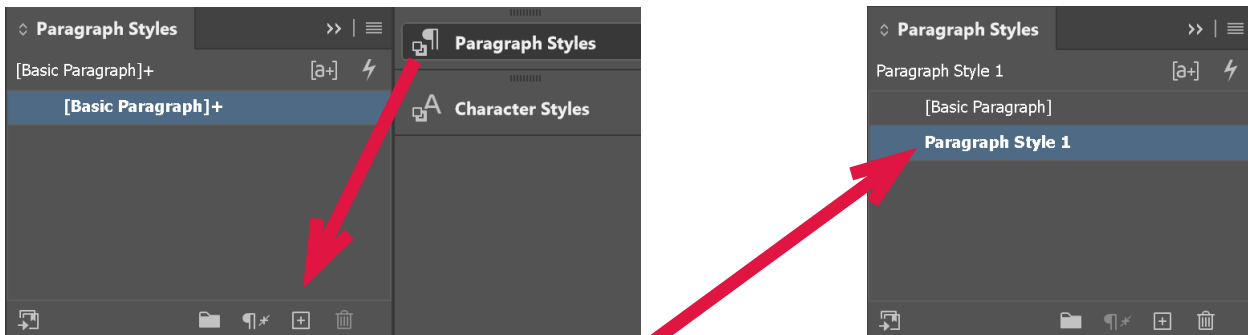 Paragraph Styles
[Basic Paragraph]+
[a+]
[Basic Paragraph]+
Paragraph Styles
Character Styles
Paragraph Styles
Paragraph Style 1
[a+]
[Basic Paragraph]
Paragraph Style 1